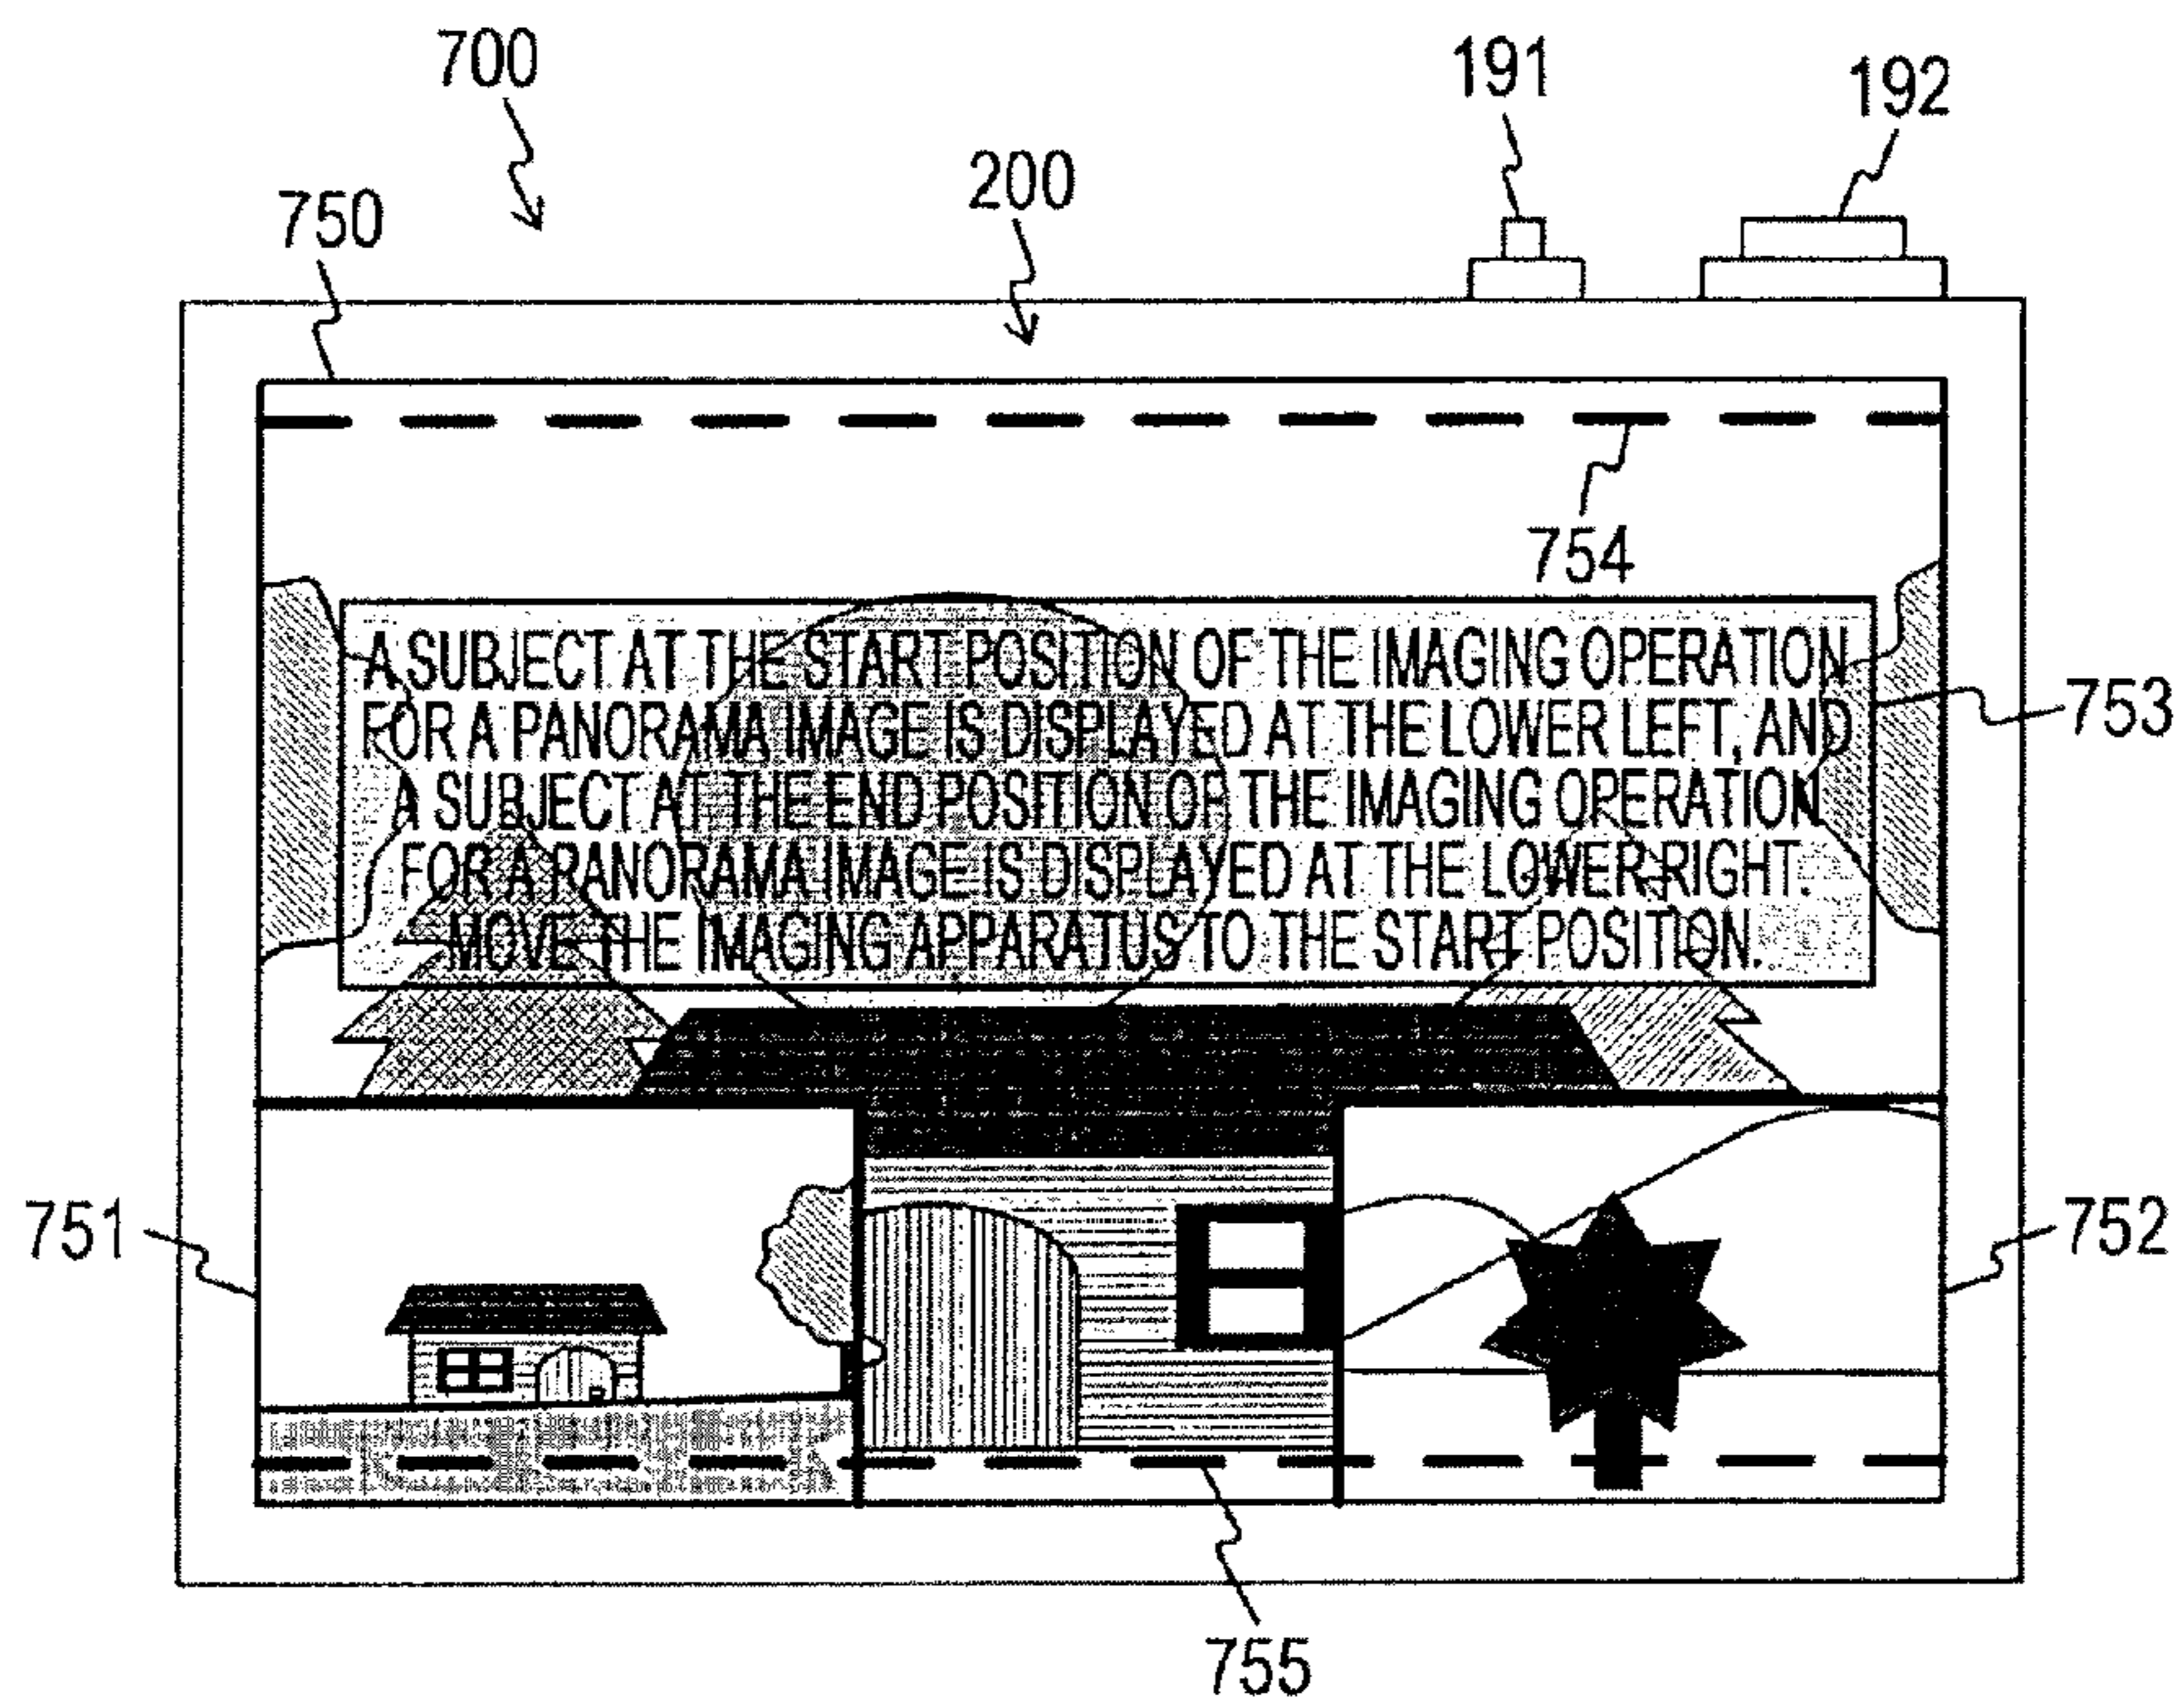 700
191
192
200
750
754
A SUBJECT AT THE START POSITION OF THE IMAGING OPERATION
FOR A PANORAMA IMAGE IS DISPLAYED AT THE LOWER LEFT, AND
A SUBJECT AT THE END POSITION OF THE IMAGING OPERATION
FOR A PANORAMA IMAGE IS DISPLAYED AT THE LOWER RIGHT.
MOVE THE IMAGING APPARATUS TO THE START POSITION.
753
751
752
755